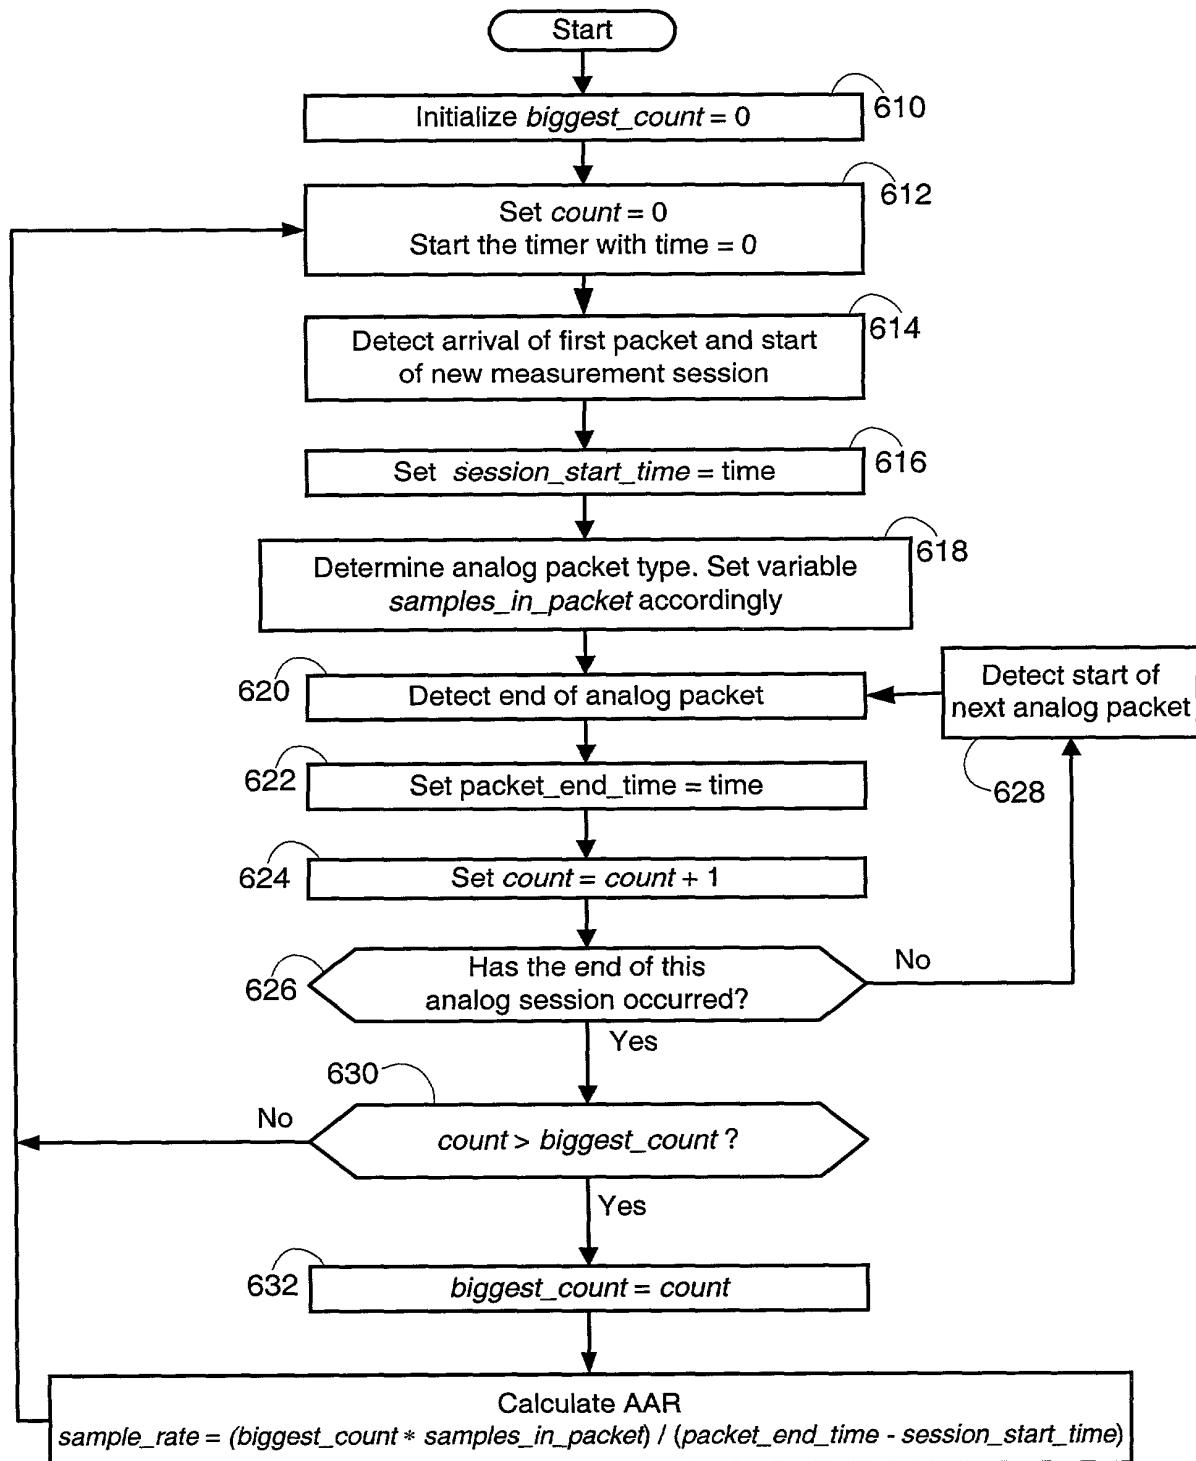 Start
Initialize biggest_count = 0
610
612
Set count = 0
Start the timer with time = 0
614
Detect arrival of first packet and start
of new measurement session
616
Set session_start_time = time
618
Determine analog packet type. Set variable
samples_in_packet accordingly
620
Detect end of analog packet
Detect start of
next analog packet
628
622
Set packet_end_time = time
624
Set count = count + 1
626
Has the end of this
analog session occurred?
No
Yes
630
No
count > biggest_count ?
Yes
632
biggest_count = count
Calculate AAR
sample_rate = (biggest_count * samples_in_packet) / (packet_end_time - session_start_time)